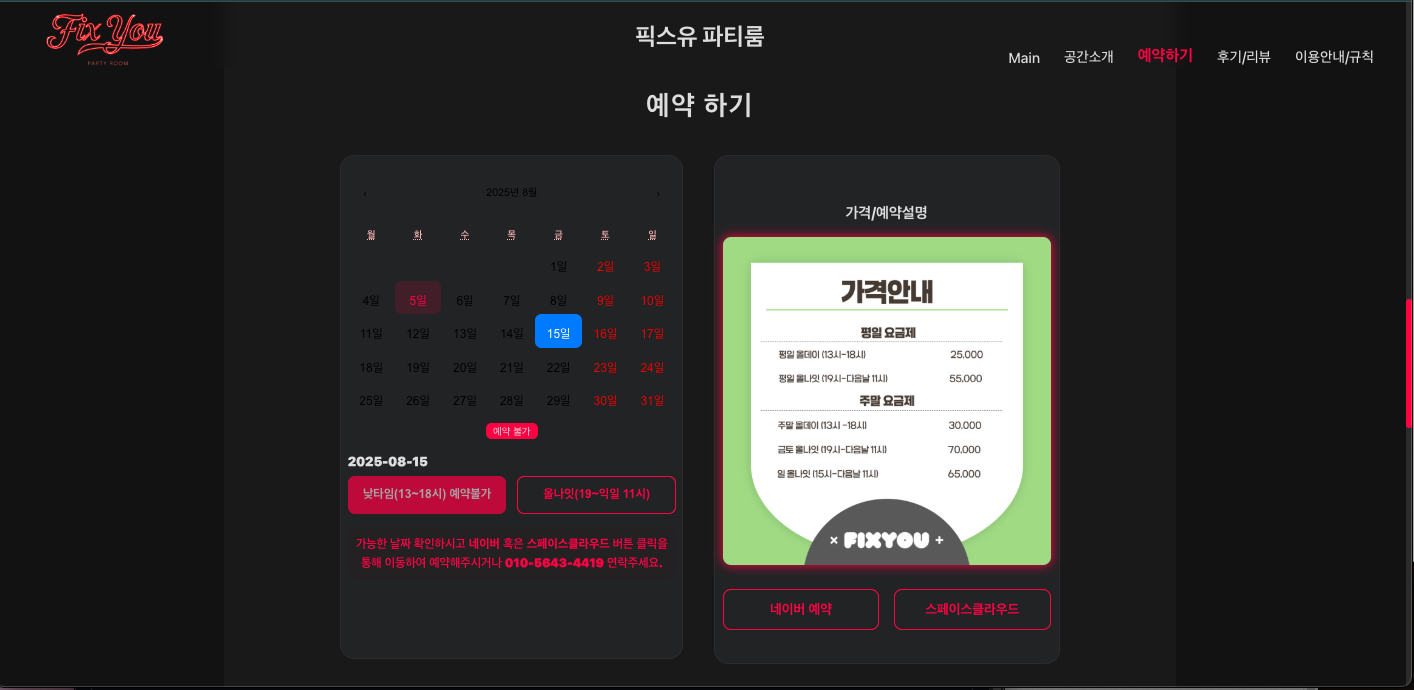 Fix You
PARTY ROOM
픽스유 파티룸
Main 공간소개 예약하기 후기/리뷰 이용안내/규칙
예약 하기
‹ 2025년 8월 ›
월 화 수 목 금 토 일
1일 2일 3일
4일 5일 6일 7일 8일 9일 10일
11일 12일 13일 14일 15일 16일 17일
18일 19일 20일 21일 22일 23일 24일
25일 26일 27일 28일 29일 30일 31일
예약 불가
2025-08-15
낮타임(13~18시) 예약불가 올나잇(19~익일 11시)
가능한 날짜 확인하시고 네이버 혹은 스페이스클라우드 버튼 클릭을
통해 이동하여 예약해주시거나 010-5643-4419 연락주세요.
가격/예약설명
가격안내
평일 요금제
평일 올데이 (13시-18시) 25.000
평일 올나잇 (19시-다음날 11시) 55.000
주말 요금제
주말 올데이 (13시 -18시) 30.000
금토 올나잇 (19시-다음날 11시) 70,000
일 올나잇 (15시-다음날 11시) 65.000
× FIXYOU +
네이버 예약 스페이스클라우드